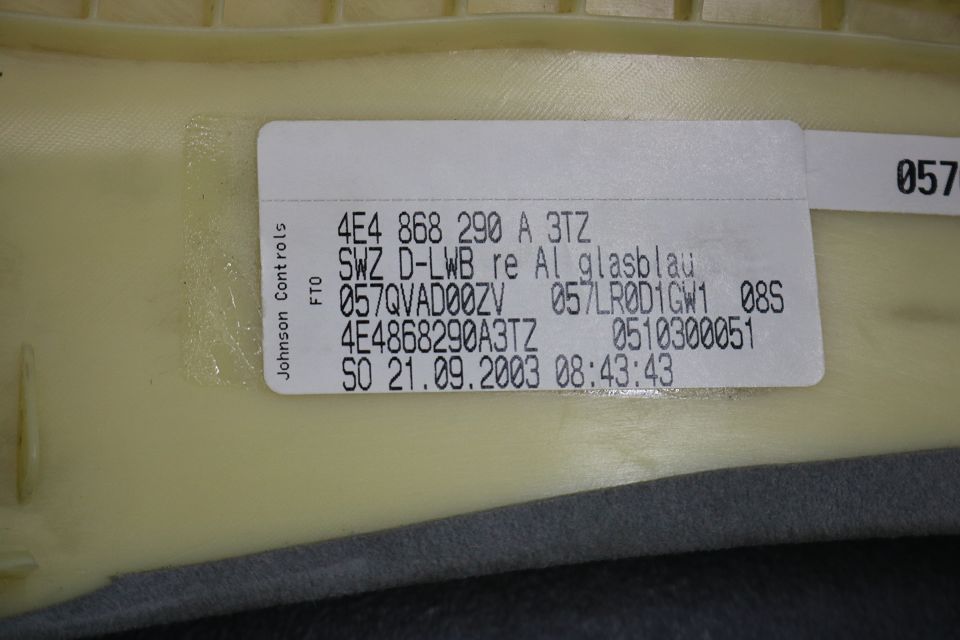 4E4 868 290 A 3TZ
SWZ D-LWB re Al glasblau
057QVAD00ZV 057LR0D1GW1 08S
4E4868290A3TZ 0510300051
SO 21.09.2003 08:43:43
Johnson Controls
FTO
057